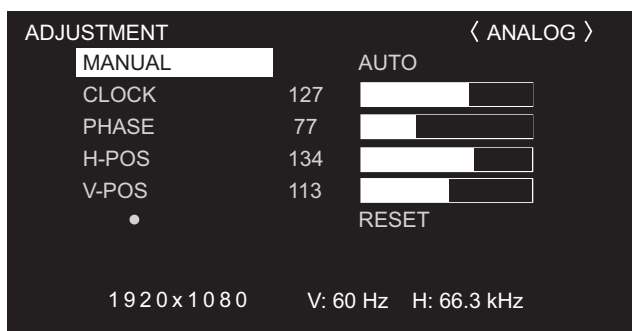 ADJUSTMENT 〈 ANALOG 〉
MANUAL AUTO
CLOCK 127
PHASE 77
H-POS 134
V-POS 113
● RESET
1920x1080 V: 60 Hz H: 66.3 kHz